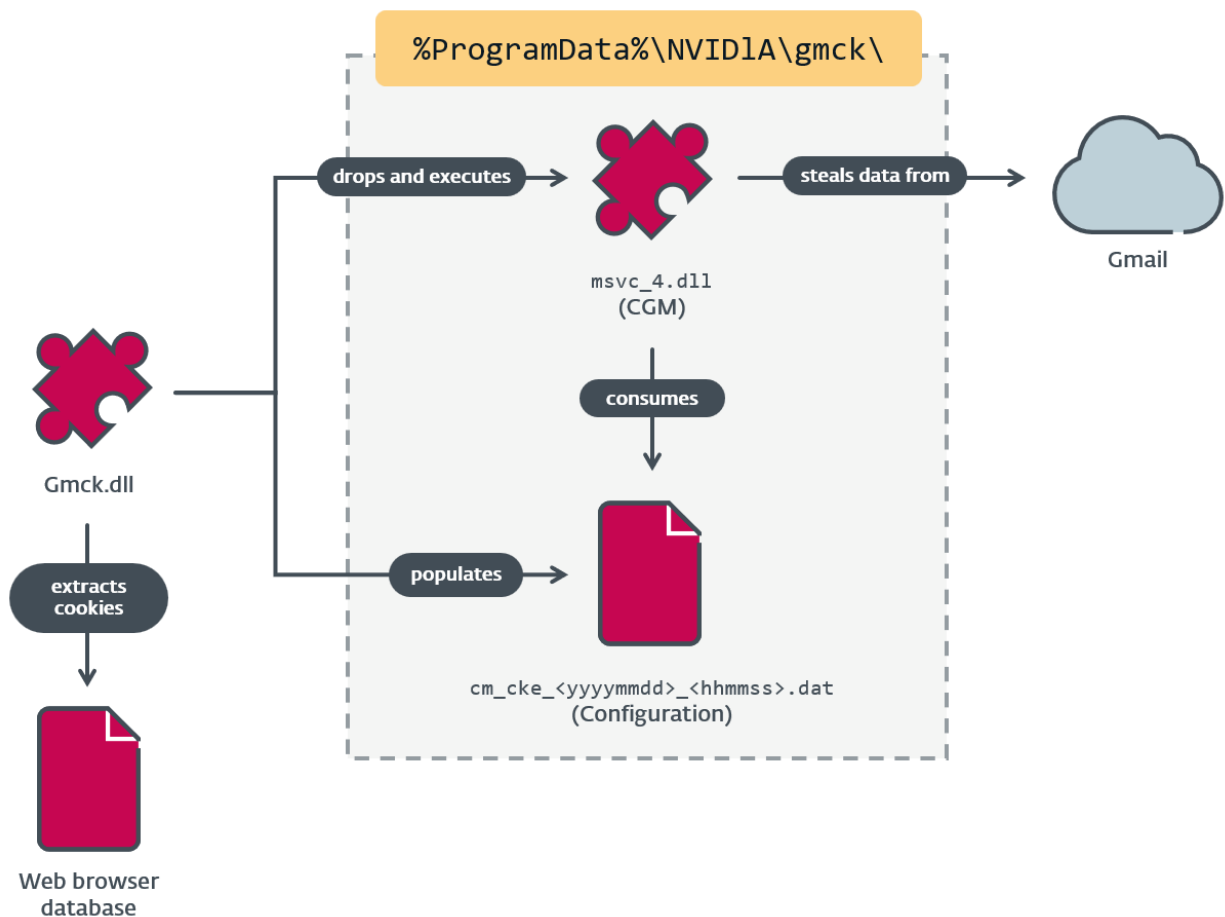 %ProgramData%\NVIDlA\gmck\
drops and executes
steals data from
Gmail
msvc_4.dll
(CGM)
consumes
Gmck.dll
extracts
cookies
populates
cm_cke_<yyyymmdd>_<hhmmss>.dat
(Configuration)
Web browser
database